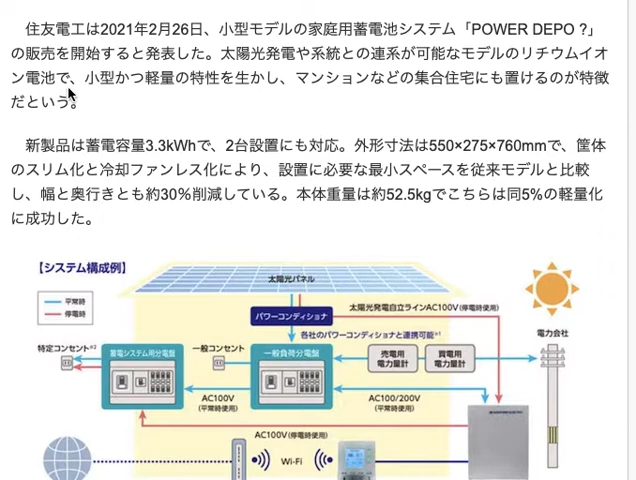 住友電工は2021年2月26日、小型モデルの家庭用蓄電池システム「POWER DEPO ?」
の販売を開始すると発表した。太陽光発電や系統との連系が可能なモデルのリチウムイオ
ン電池で、小型かつ軽量の特性を生かし、マンションなどの集合住宅にも置けるのが特徴
だという。
新製品は蓄電容量3.3kWhで、2台設置にも対応。外形寸法は550×275×760mmで、筐体
のスリム化と冷却ファンレス化により、設置に必要な最小スペースを従来モデルと比較
し、幅と奥行きとも約30%削減している。本体重量は約52.5kgでこちらは同5%の軽量化
に成功した。
【システム構成例】
太陽光パネル
平常時
停電時
パワーコンディショナ
太陽光発電自立ラインAC100V(停電時使用)
各社のパワーコンディショナと連携可能※1
電力会社
特定コンセント※2
蓄電システム用分電盤
一般コンセント
一般負荷分電盤
売電用
電力量計
買電用
電力量計
AC100V
(平常時使用)
AC100/200V
(平常時使用)
AC100V(停電時使用)
Wi-Fi